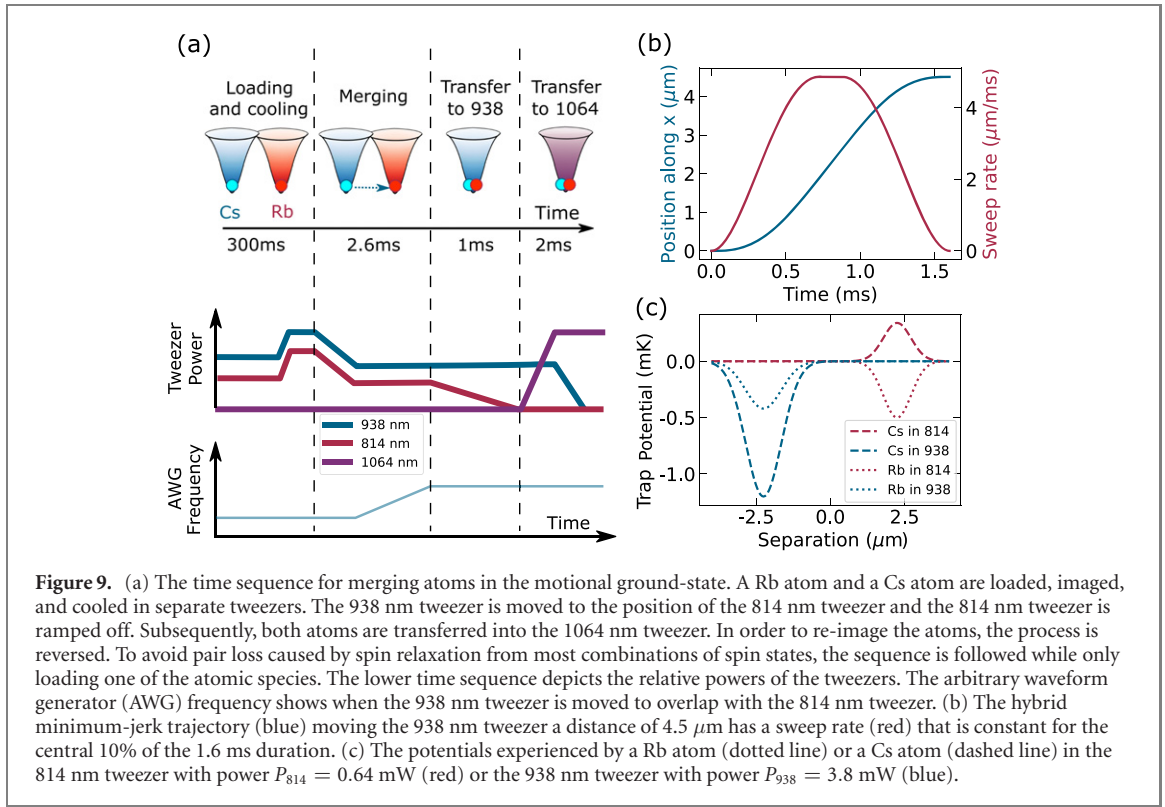 (a)
Loading
and cooling
Merging
Transfer
to 938
Transfer
to 1064
Cs
Rb
Time
300ms
2.6ms
1ms
2ms
Tweezer
Power
938 nm
814 nm
1064 nm
AWG
Frequency
Time
(b)
Position along x (μm)
4
3
2
1
0
Sweep rate (μm/ms)
4
2
0
0.0 0.5 1.0 1.5
Time (ms)
(c)
Trap Potential (mK)
0.0
-0.5
-1.0
Cs in 814
Cs in 938
Rb in 814
Rb in 938
-2.5 0.0 2.5
Separation (μm)
Figure 9. (a) The time sequence for merging atoms in the motional ground-state. A Rb atom and a Cs atom are loaded, imaged,
and cooled in separate tweezers. The 938 nm tweezer is moved to the position of the 814 nm tweezer and the 814 nm tweezer is
ramped off. Subsequently, both atoms are transferred into the 1064 nm tweezer. In order to re-image the atoms, the process is
reversed. To avoid pair loss caused by spin relaxation from most combinations of spin states, the sequence is followed while only
loading one of the atomic species. The lower time sequence depicts the relative powers of the tweezers. The arbitrary waveform
generator (AWG) frequency shows when the 938 nm tweezer is moved to overlap with the 814 nm tweezer. (b) The hybrid
minimum-jerk trajectory (blue) moving the 938 nm tweezer a distance of 4.5 μm has a sweep rate (red) that is constant for the
central 10% of the 1.6 ms duration. (c) The potentials experienced by a Rb atom (dotted line) or a Cs atom (dashed line) in the
814 nm tweezer with power P₈₁₄ = 0.64 mW (red) or the 938 nm tweezer with power P₉₃₈ = 3.8 mW (blue).